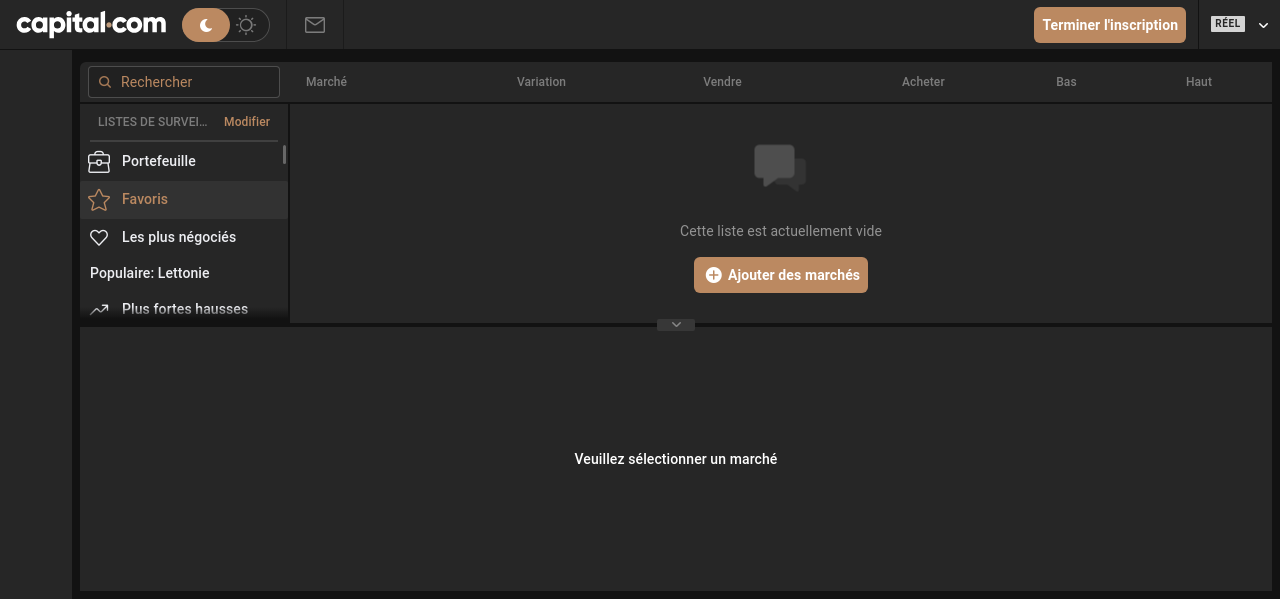 capital.com
Terminer l'inscription
RÉEL
Rechercher
Marché
Variation
Vendre
Acheter
Bas
Haut
LISTES DE SURVEI...
Modifier
Portefeuille
Favoris
Les plus négociés
Populaire: Lettonie
Plus fortes hausses
Cette liste est actuellement vide
Ajouter des marchés
Veuillez sélectionner un marché